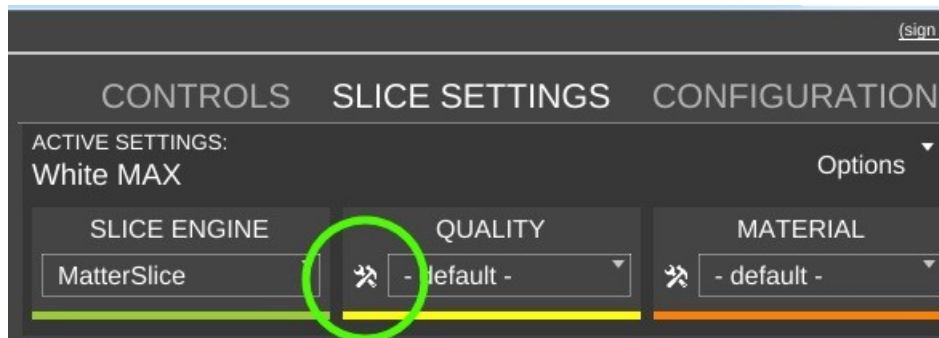 (sign
CONTROLS SLICE SETTINGS CONFIGURATION
ACTIVE SETTINGS:
White MAX
Options
SLICE ENGINE QUALITY MATERIAL
MatterSlice - default - - default -